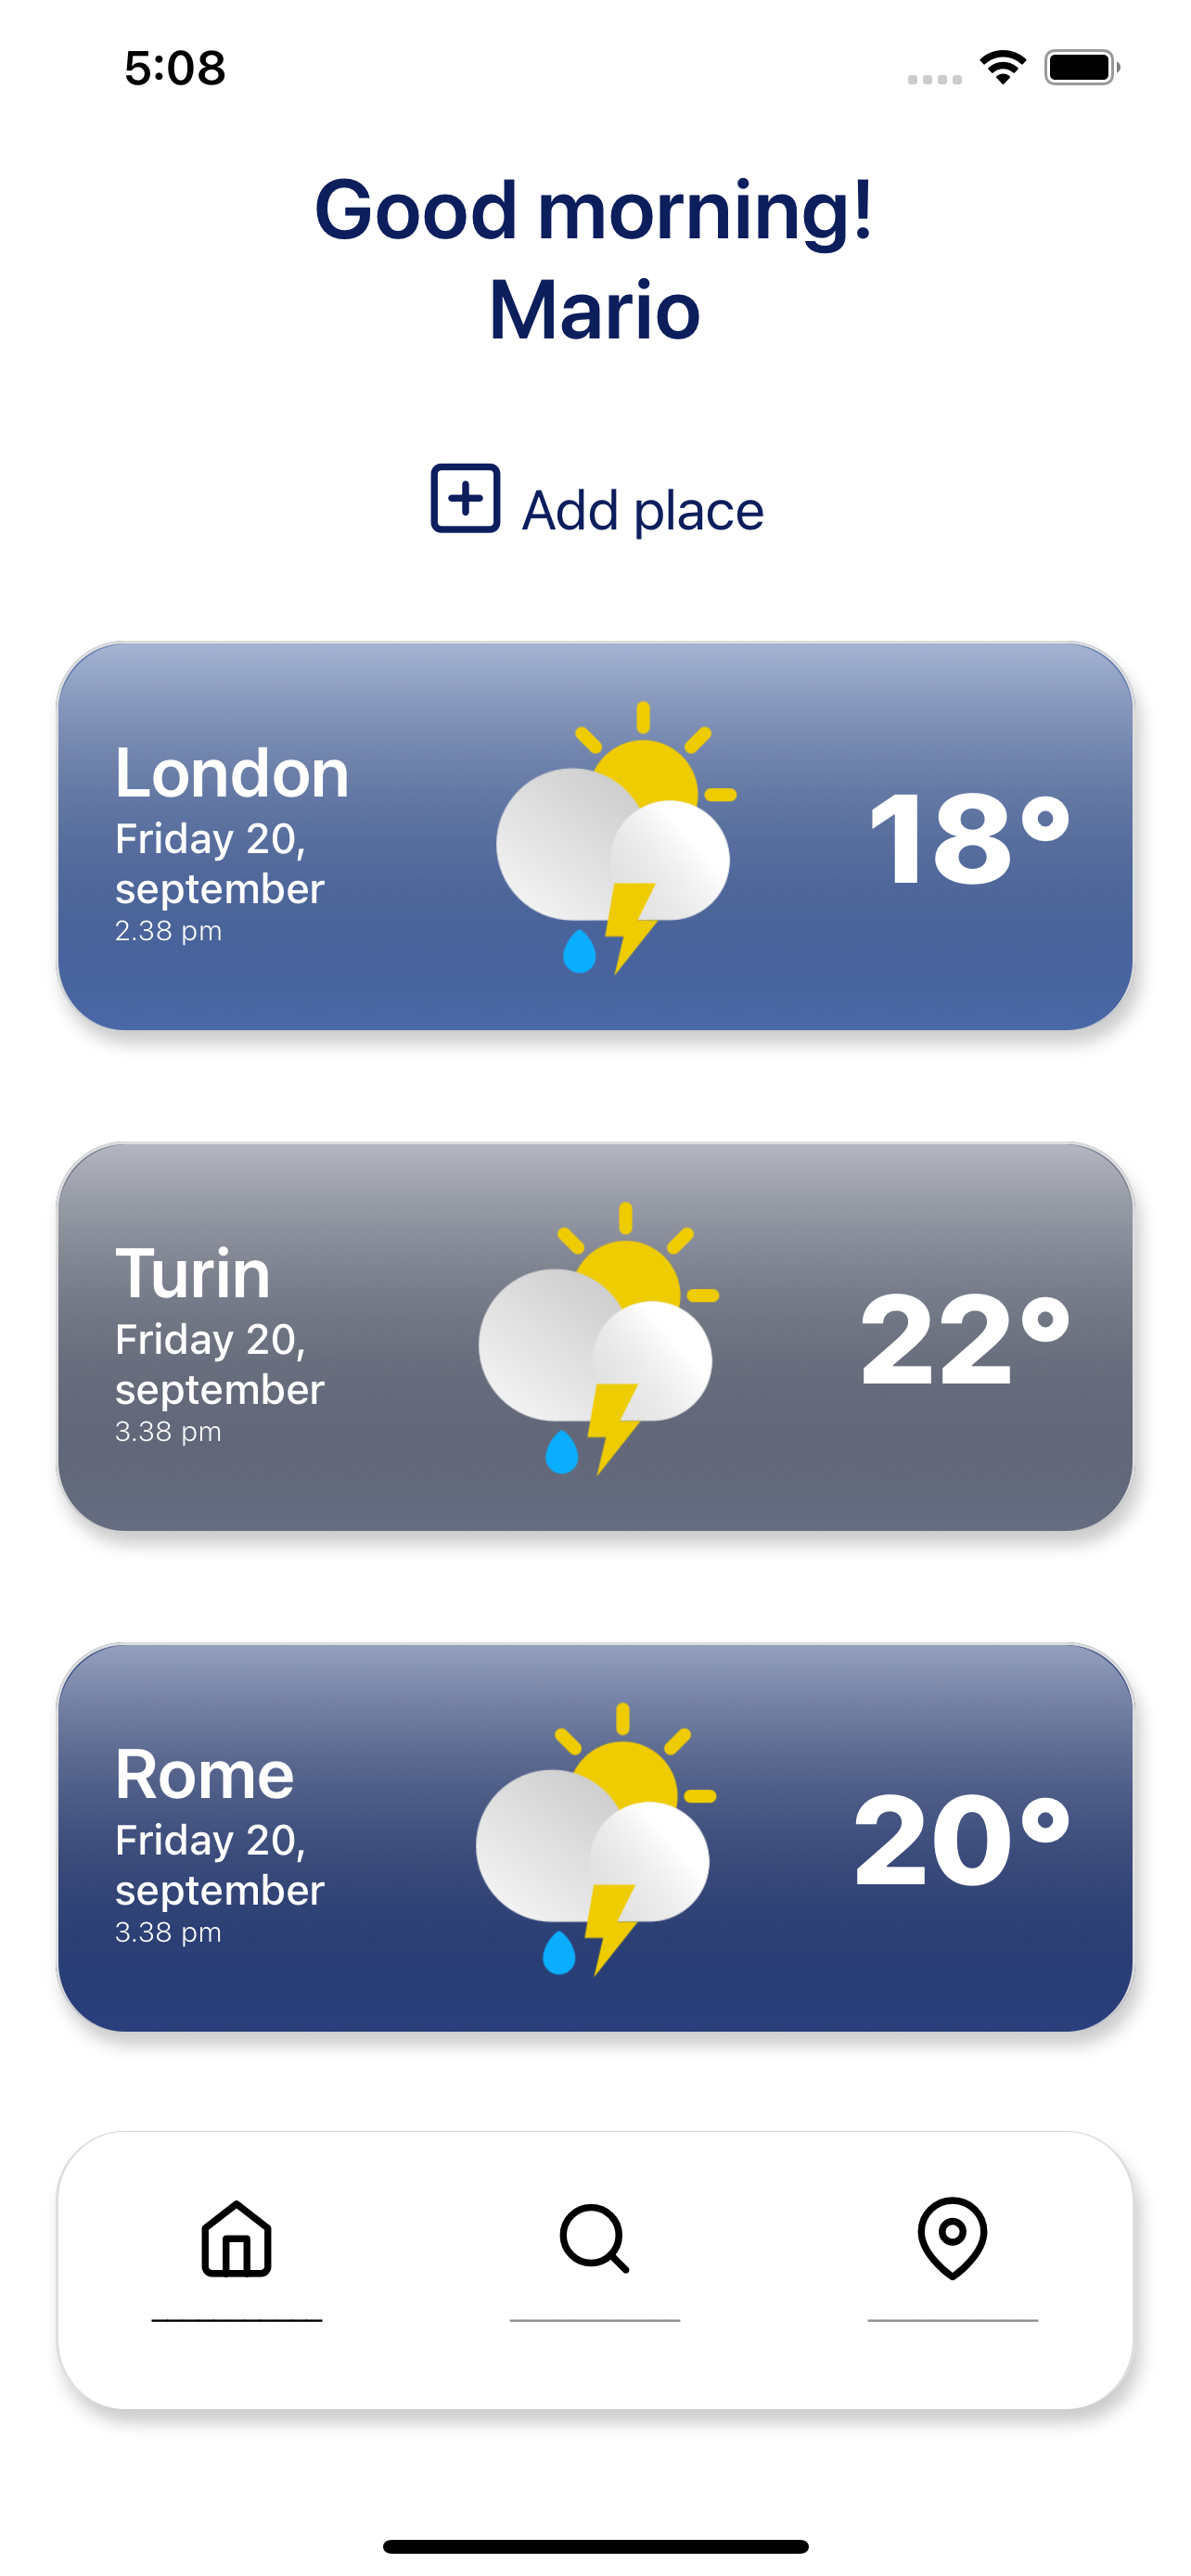 5:08
Good morning!
Mario
Add place
London
Friday 20,
september
2.38 pm
18°
Turin
Friday 20,
september
3.38 pm
22°
Rome
Friday 20,
september
3.38 pm
20°